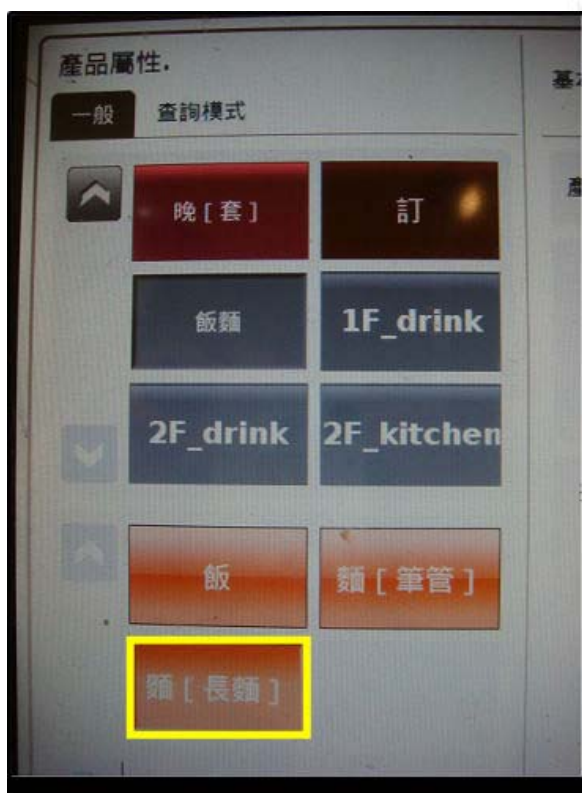 產品屬性.
基
一般
查詢模式
晚[套]
訂
飯麵
1F_drink
2F_drink
2F_kitchen
飯
麵[筆管]
麵[長麵]